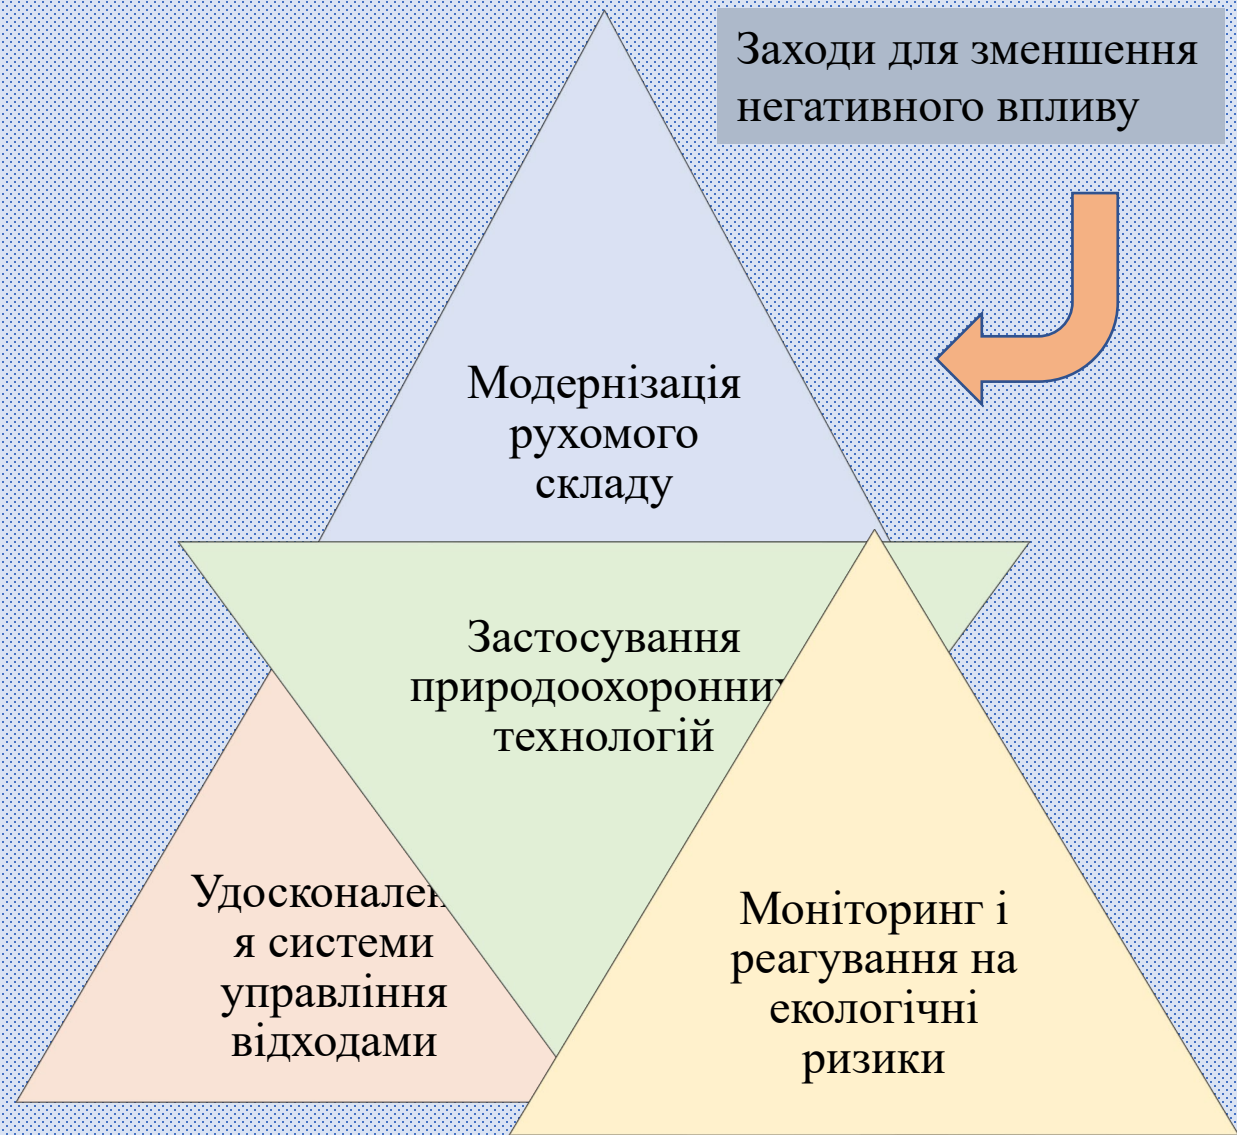 Заходи для зменшення
негативного впливу
Модернізація
рухомого
складу
Застосування
природоохоронних
технологій
Удосконален
я системи
управління
відходами
Моніторинг і
реагування на
екологічні
ризики